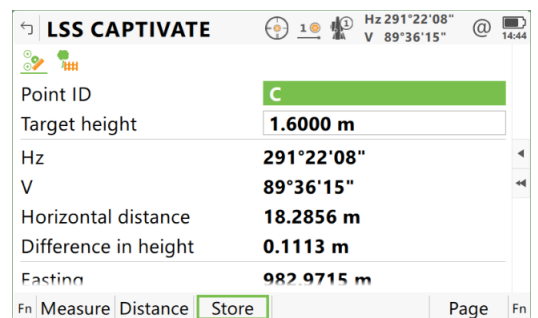 LSS CAPTIVATE 1 1 Hz 291°22'08" @
V 89°36'15" 14:44
Point ID C
Target height 1.6000 m
Hz 291°22'08"
V 89°36'15"
Horizontal distance 18.2856 m
Difference in height 0.1113 m
Easting 982.9715 m
Fn Measure Distance Store Page Fn